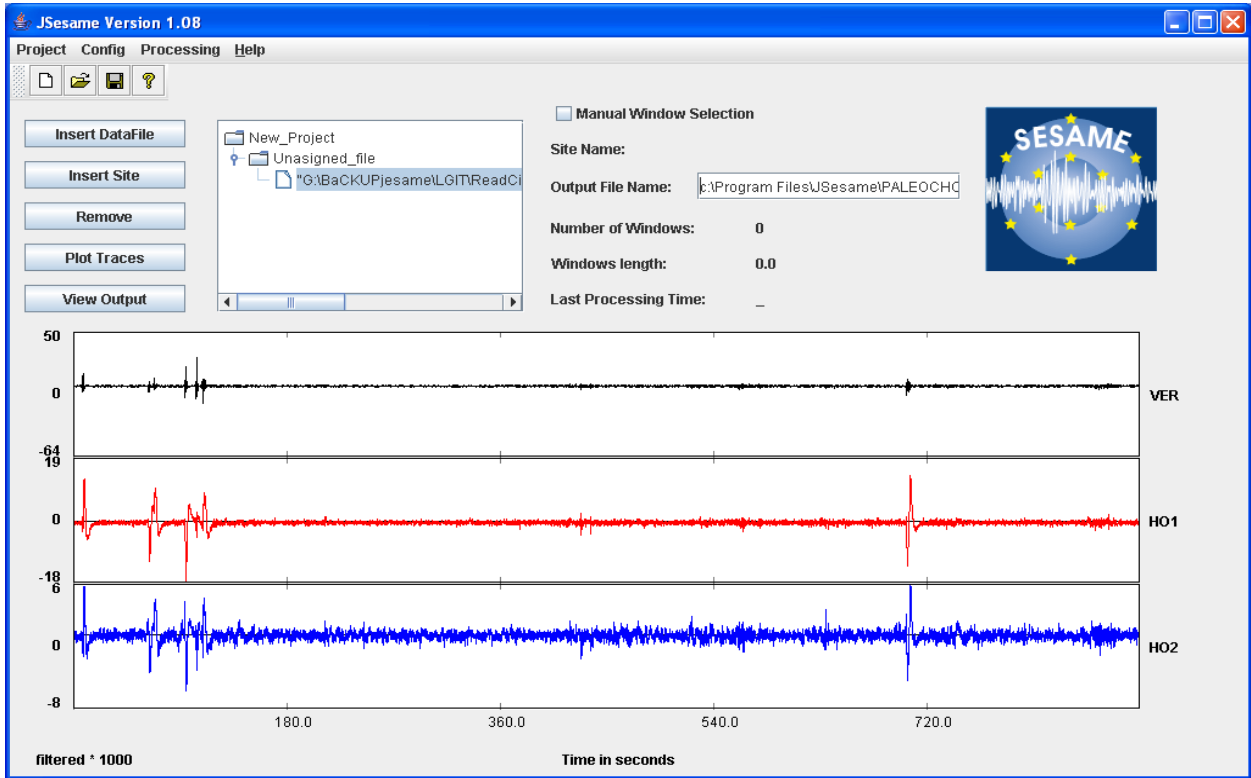 JSesame Version 1.08
Project Config Processing Help
Insert DataFile
Insert Site
Remove
Plot Traces
View Output
New_Project
Unasigned_file
"G:\BaCKUPjesame\LGIT\ReadCi
Manual Window Selection
Site Name:
Output File Name: c:\Program Files\JSesame\PALEOCHO
Number of Windows: 0
Windows length: 0.0
Last Processing Time: _
SESAME
50
0
-64
VER
19
0
-18
HO1
6
0
-8
HO2
180.0 360.0 540.0 720.0
filtered * 1000 Time in seconds